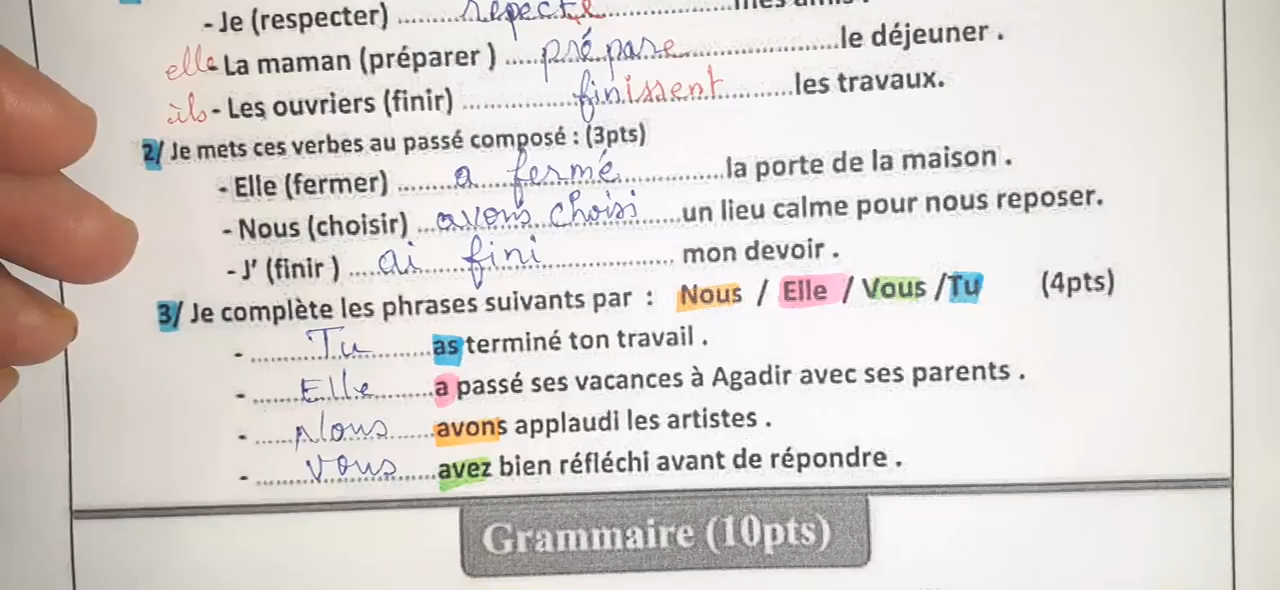 - Je (respecter) ........ repecte ................ mes amis .
elle La maman (préparer ) ..... prépare ..................le déjeuner .
ils - Les ouvriers (finir) ............... finissent ..........les travaux.
2/ Je mets ces verbes au passé composé : (3pts)
- Elle (fermer) ........ a fermé ...............la porte de la maison .
- Nous (choisir) ... avons choisi ......un lieu calme pour nous reposer.
- J' (finir ) ..... ai fini .................. mon devoir .
3/ Je complète les phrases suivants par : Nous / Elle / Vous /Tu (4pts)
- ......... Tu ......... as terminé ton travail .
- ....... Elle ........ a passé ses vacances à Agadir avec ses parents .
- ...... Nous ...... avons applaudi les artistes .
- ........ Vous ..... avez bien réfléchi avant de répondre .
Grammaire (10pts)